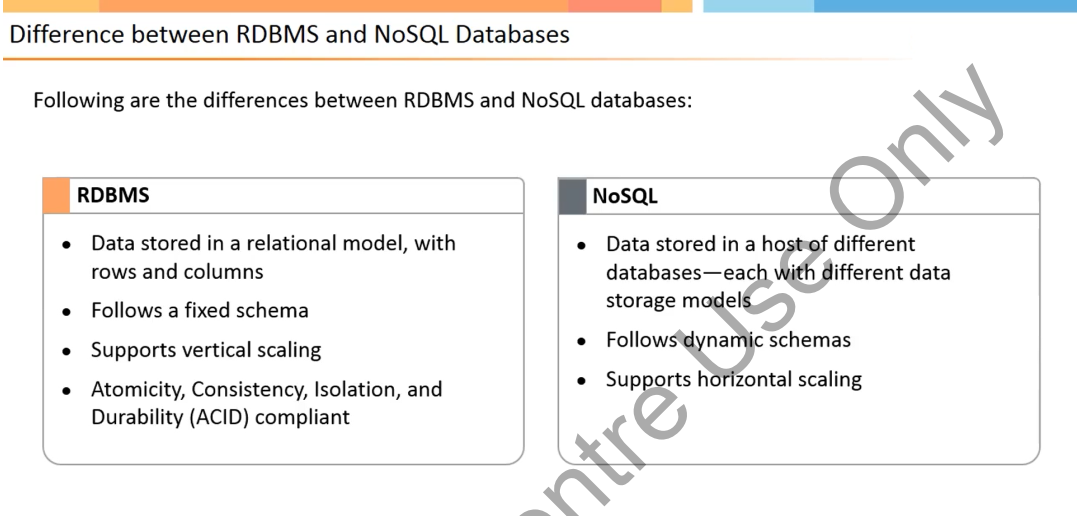 Difference between RDBMS and NoSQL Databases
Following are the differences between RDBMS and NoSQL databases:
RDBMS
• Data stored in a relational model, with
rows and columns
• Follows a fixed schema
• Supports vertical scaling
• Atomicity, Consistency, Isolation, and
Durability (ACID) compliant
NoSQL
• Data stored in a host of different
databases—each with different data
storage models
• Follows dynamic schemas
• Supports horizontal scaling
Use Only